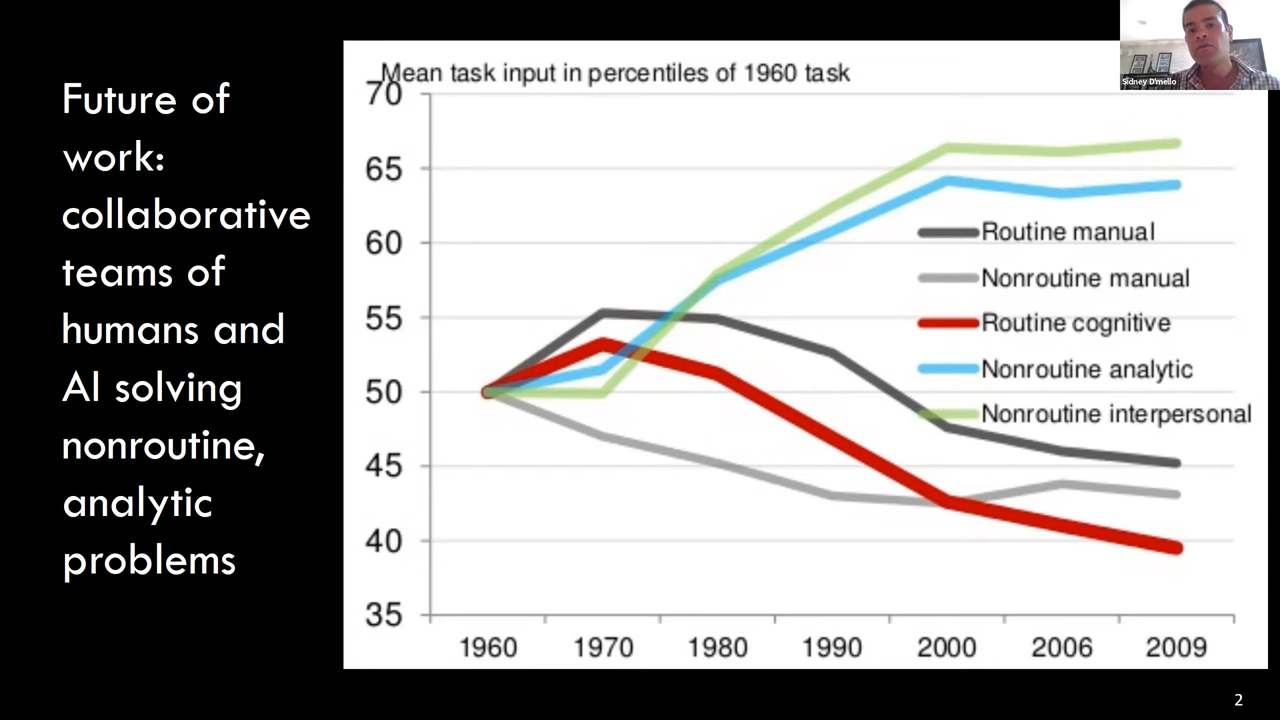 Future of
work:
collaborative
teams of
humans and
AI solving
nonroutine,
analytic
problems
Mean task input in percentiles of 1960 task
70
65
60
55
50
45
40
35
1960 1970 1980 1990 2000 2006 2009
Routine manual
Nonroutine manual
Routine cognitive
Nonroutine analytic
Nonroutine interpersonal
Sidney D'mello
2